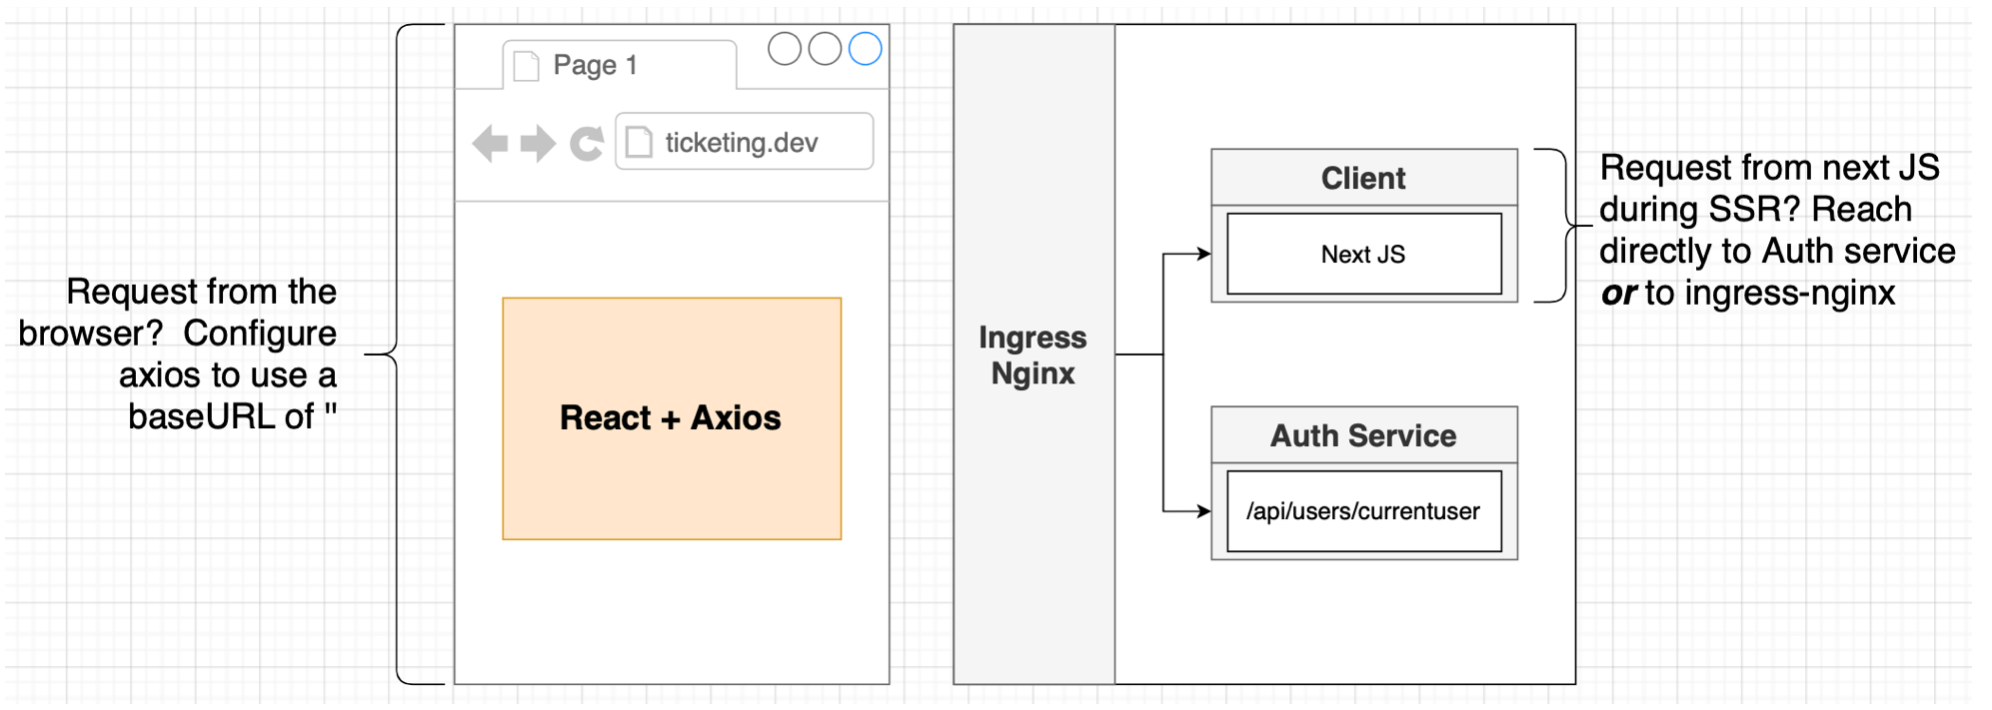 Request from the
browser?  Configure
axios to use a
baseURL of "
Page 1
ticketing.dev
React + Axios
Ingress
Nginx
Client
Next JS
Auth Service
/api/users/currentuser
Request from next JS
during SSR? Reach
directly to Auth service
or to ingress-nginx